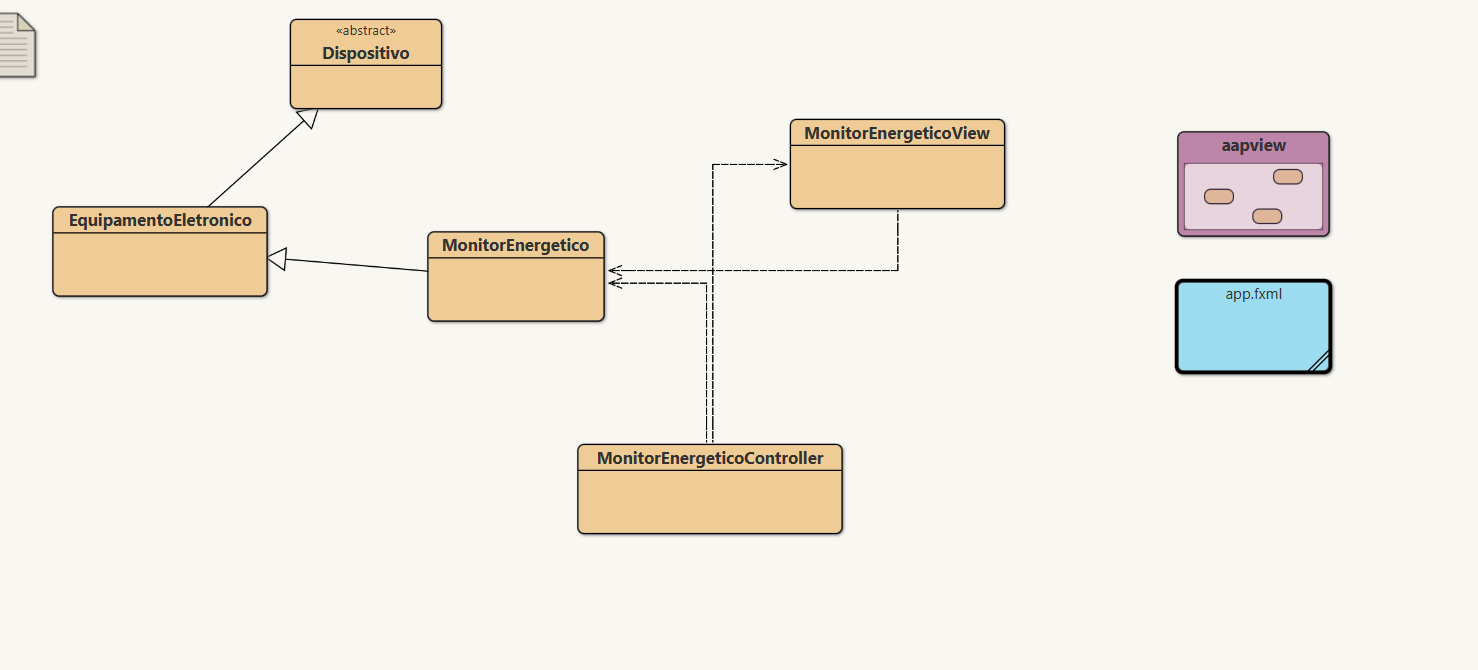 «abstract»
Dispositivo
MonitorEnergeticoView
aapview
EquipamentoEletronico
MonitorEnergetico
app.fxml
MonitorEnergeticoController